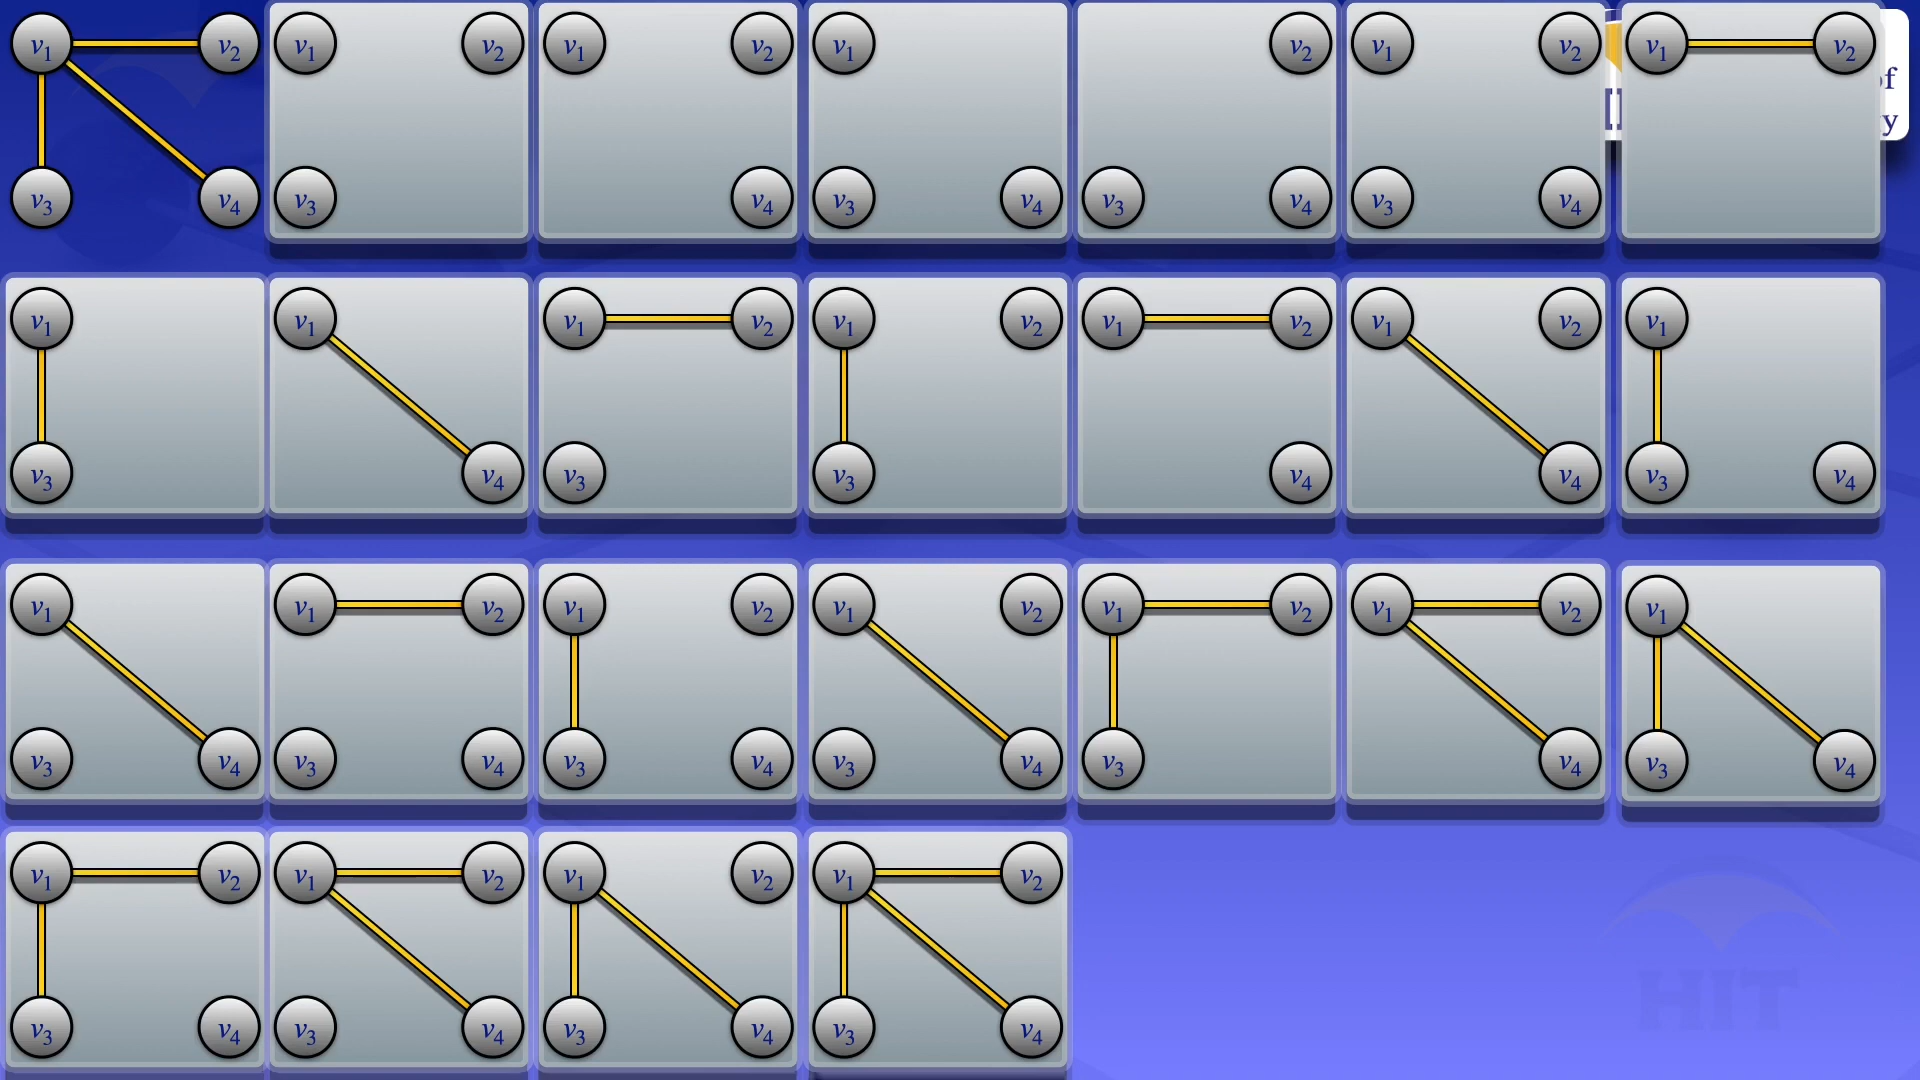 v1 v2 v1 v2 v1 v2 v1 v2 v1 v2 v1 v2
of
y
v3 v4 v3 v4 v3 v4 v3 v4 v3 v4
v1 v1 v1 v2 v1 v2 v1 v2 v1 v2 v1
v3 v4 v3 v3 v4 v4 v3 v4
v1 v1 v2 v1 v2 v1 v2 v1 v2 v1 v2 v1
v3 v4 v3 v4 v3 v4 v3 v4 v3 v4 v3 v4
v1 v2 v1 v2 v1 v2 v1 v2
HIT
v3 v4 v3 v4 v3 v4 v3 v4